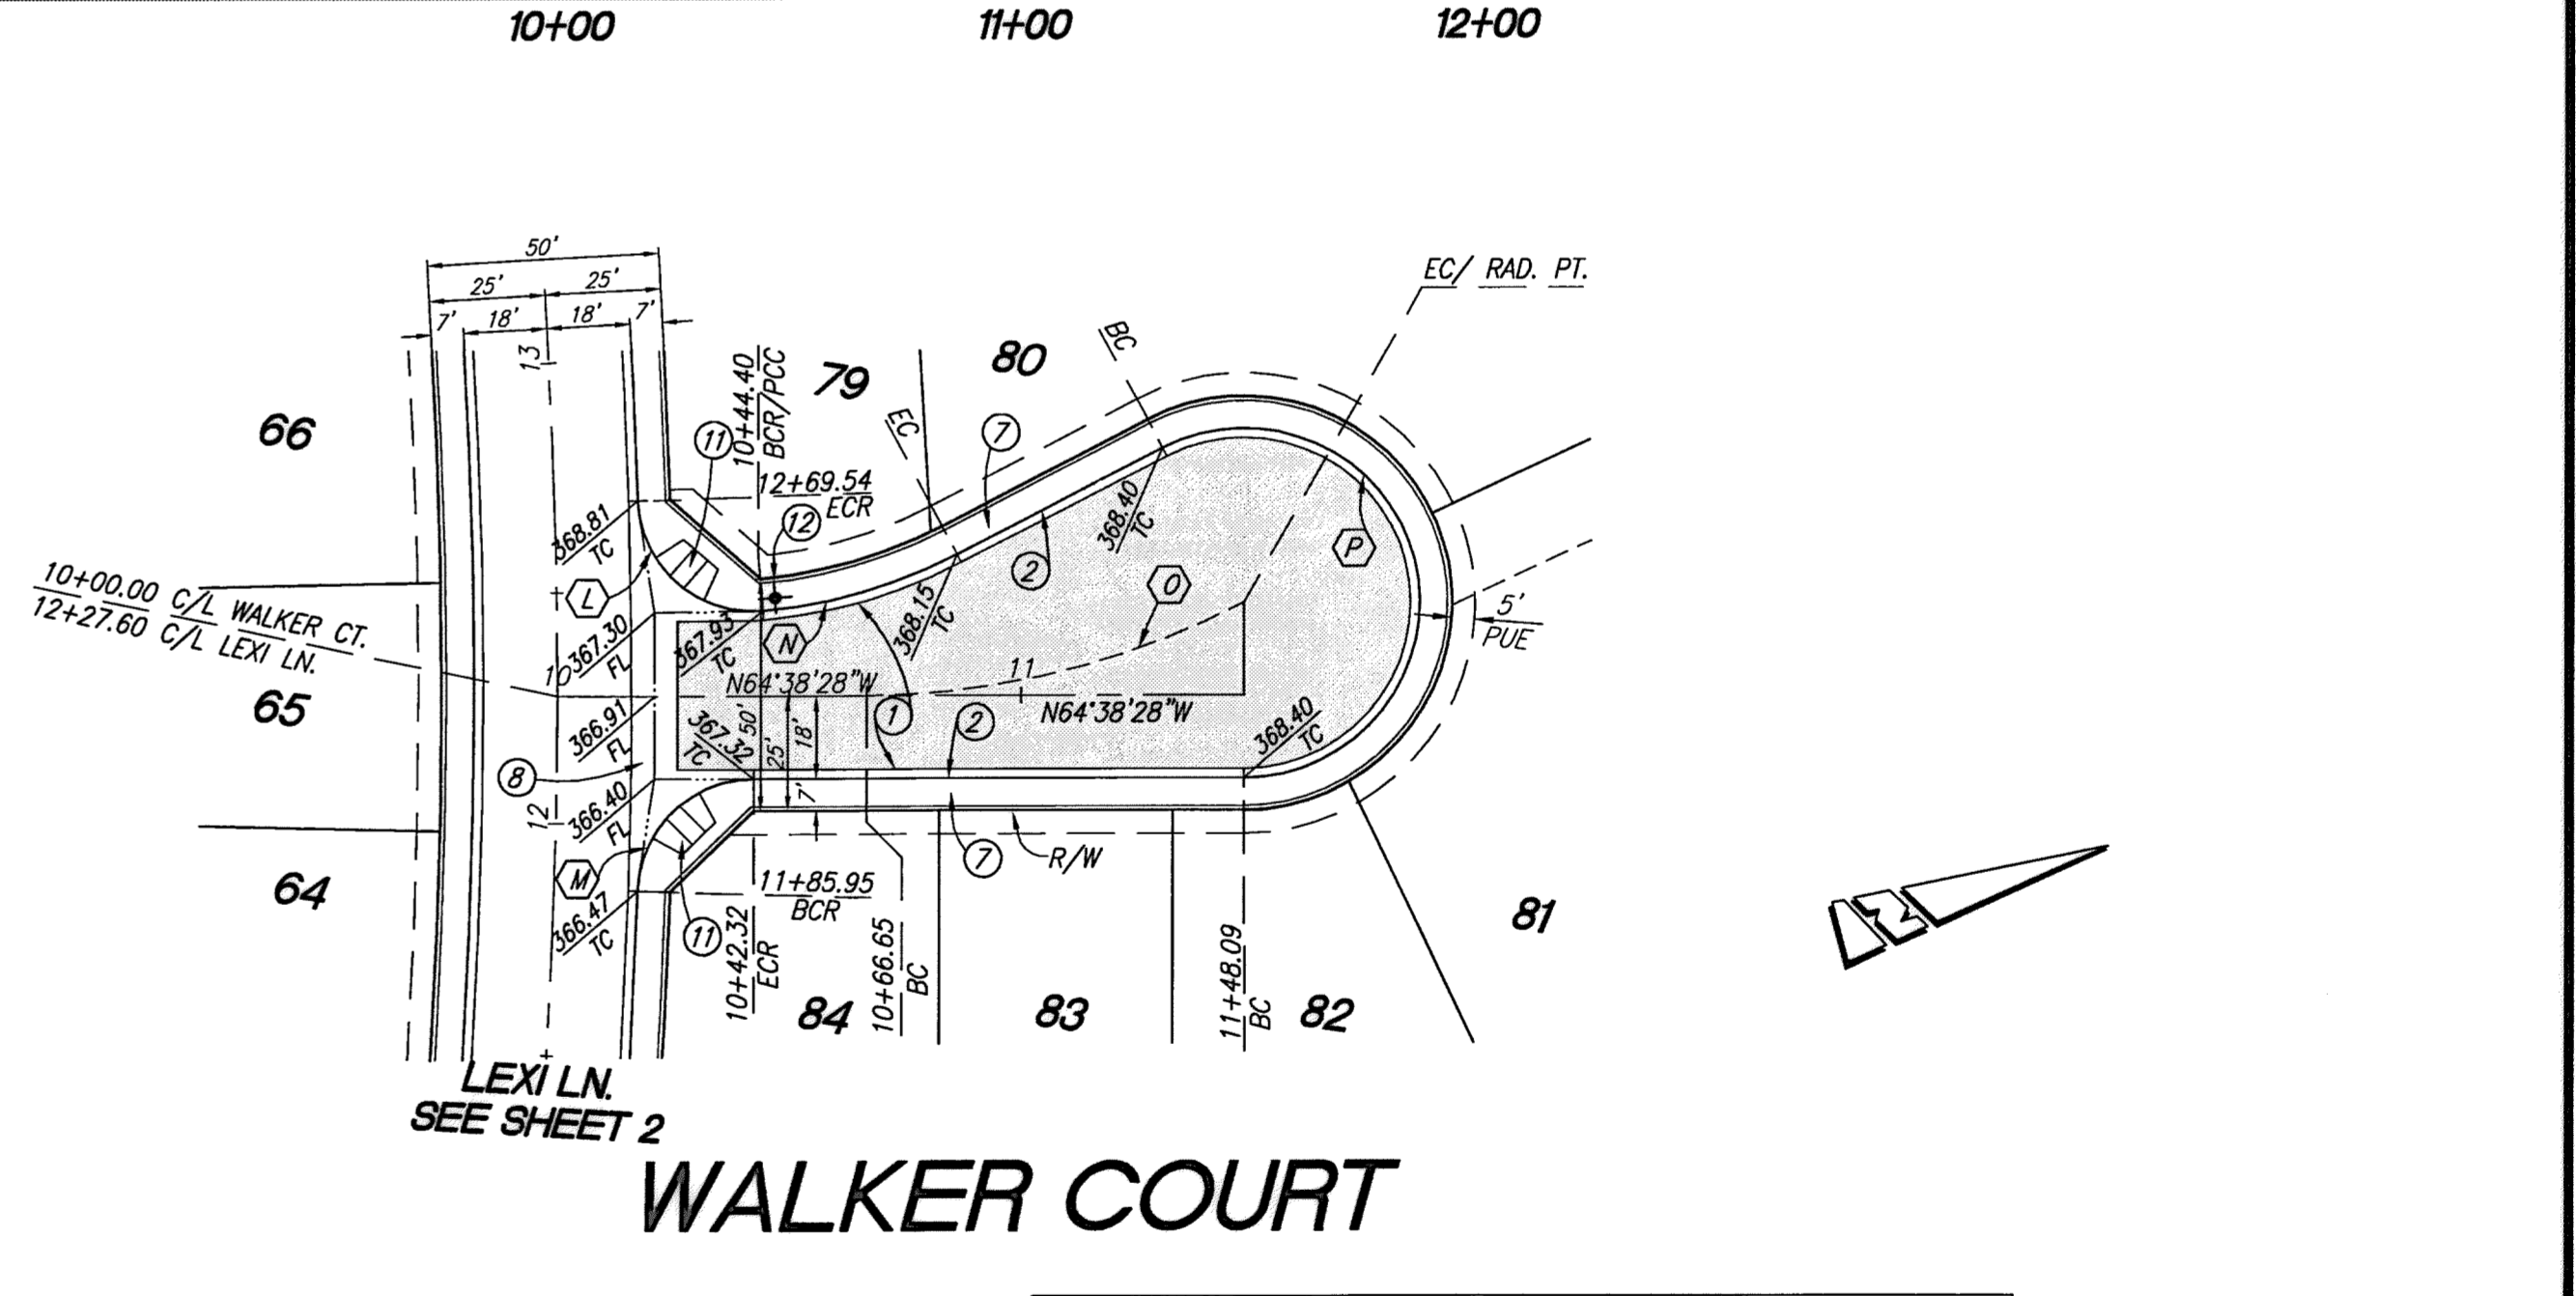 10+00 11+00 12+00
50'
25' 25'
7' 18' 18' 7'
13
EC/ RAD. PT.
BC
80
79
66
EC
10+44.40
BCR/PCC
11
7
12+69.54
ECR
12
368.81
TC
368.40
TC
2
P
O
L
10+00.00 C/L WALKER CT.
12+27.60 C/L LEXI LN.
65
10
367.30
FL
367.93
TC
N
368.15
TC
5'
PUE
11
N64°38'28"W
N64°38'28"W
366.91
FL
367.32
TC
50'
25'
18'
7'
1
2
368.40
TC
8
12
366.40
FL
7
R/W
M
366.47
TC
11
11+85.95
BCR
10+42.32
ECR
10+66.65
BC
11+48.09
BC
64
84
83
82
81
N
LEXI LN.
SEE SHEET 2
WALKER COURT